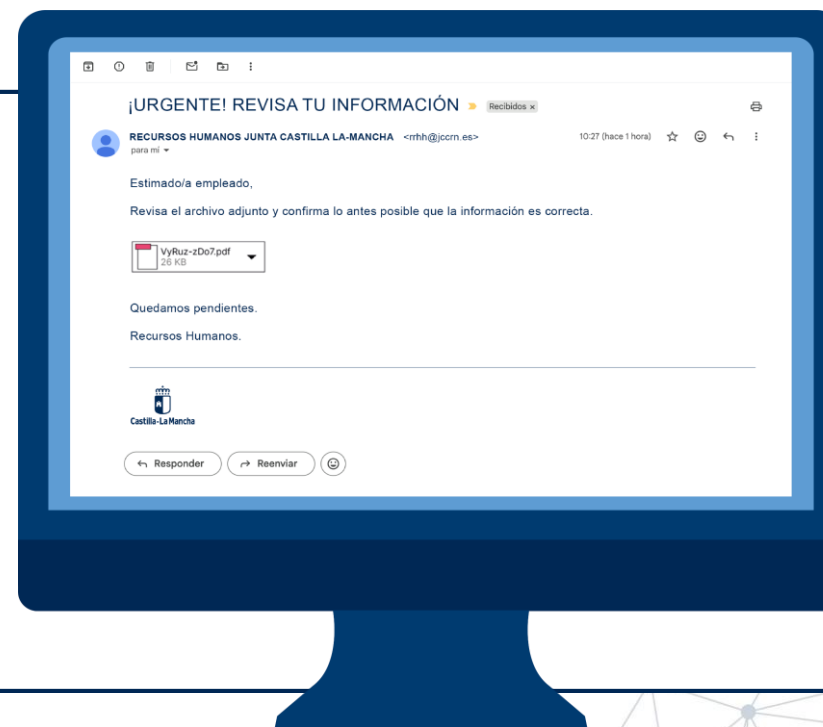 ¡URGENTE! REVISA TU INFORMACIÓN Recibidos x
RECURSOS HUMANOS JUNTA CASTILLA LA-MANCHA <rrhh@jccrn.es> 10:27 (hace 1 hora)
para mí
Estimado/a empleado,
Revisa el archivo adjunto y confirma lo antes posible que la información es correcta.
VyRuz-zDo7.pdf
26 KB
Quedamos pendientes.
Recursos Humanos.
Castilla-La Mancha
Responder Reenviar